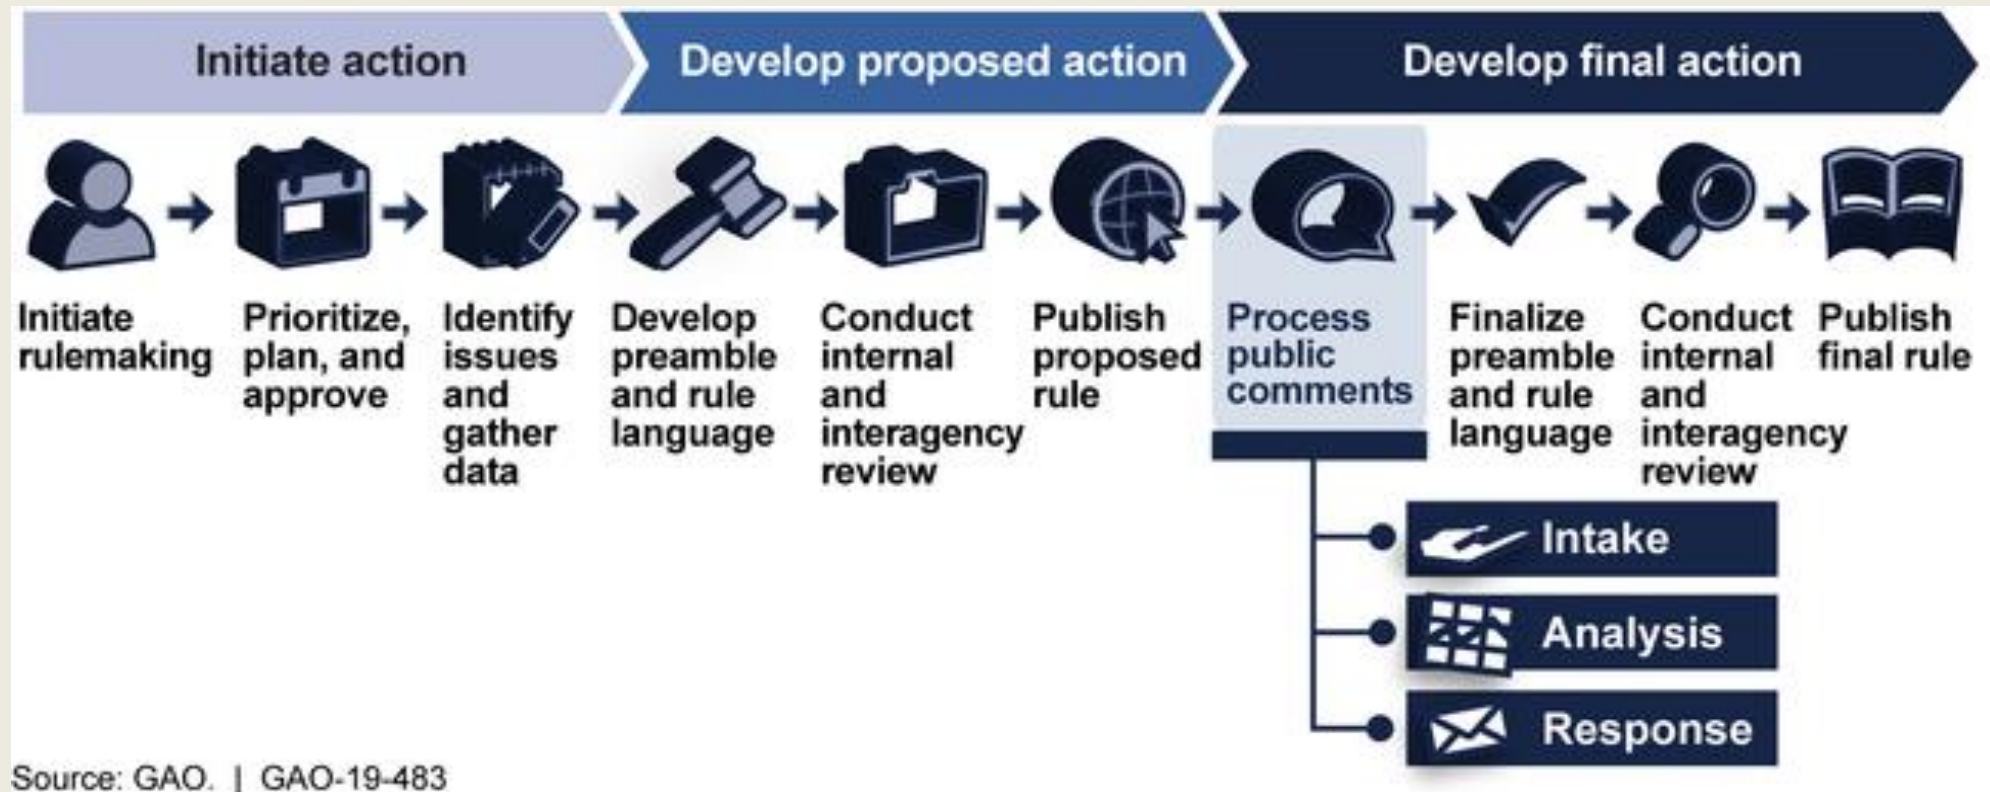 Initiate action
Develop proposed action
Develop final action
Initiate
rulemaking
Prioritize,
plan, and
approve
Identify
issues
and
gather
data
Develop
preamble
and rule
language
Conduct
internal
and
interagency
review
Publish
proposed
rule
Process
public
comments
Finalize
preamble
and rule
language
Conduct
internal
and
interagency
review
Publish
final rule
Intake
Analysis
Response
Source: GAO. | GAO-19-483